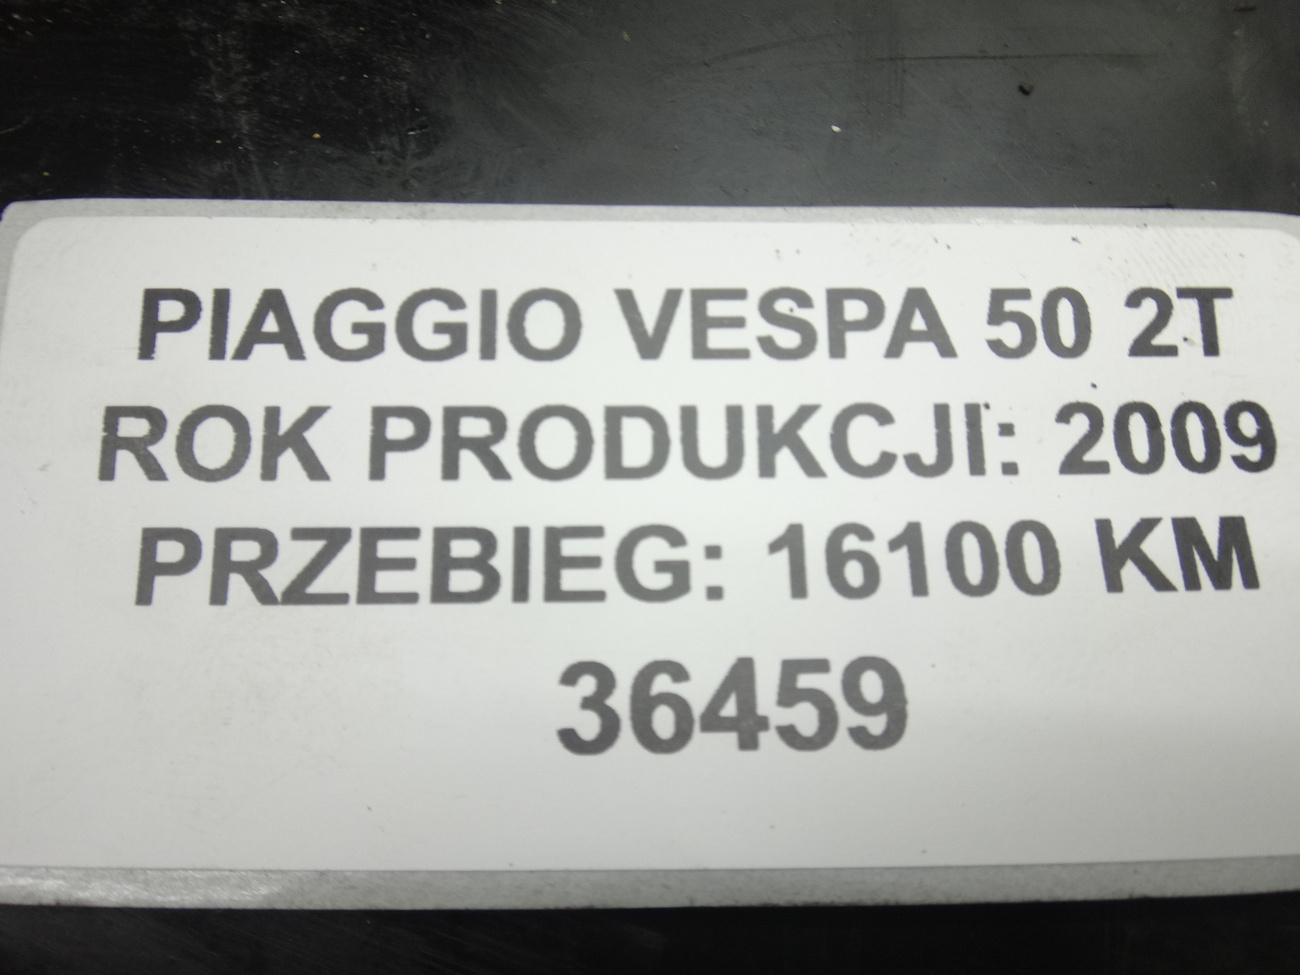 PIAGGIO VESPA 50 2T
ROK PRODUKCJI: 2009
PRZEBIEG: 16100 KM
36459